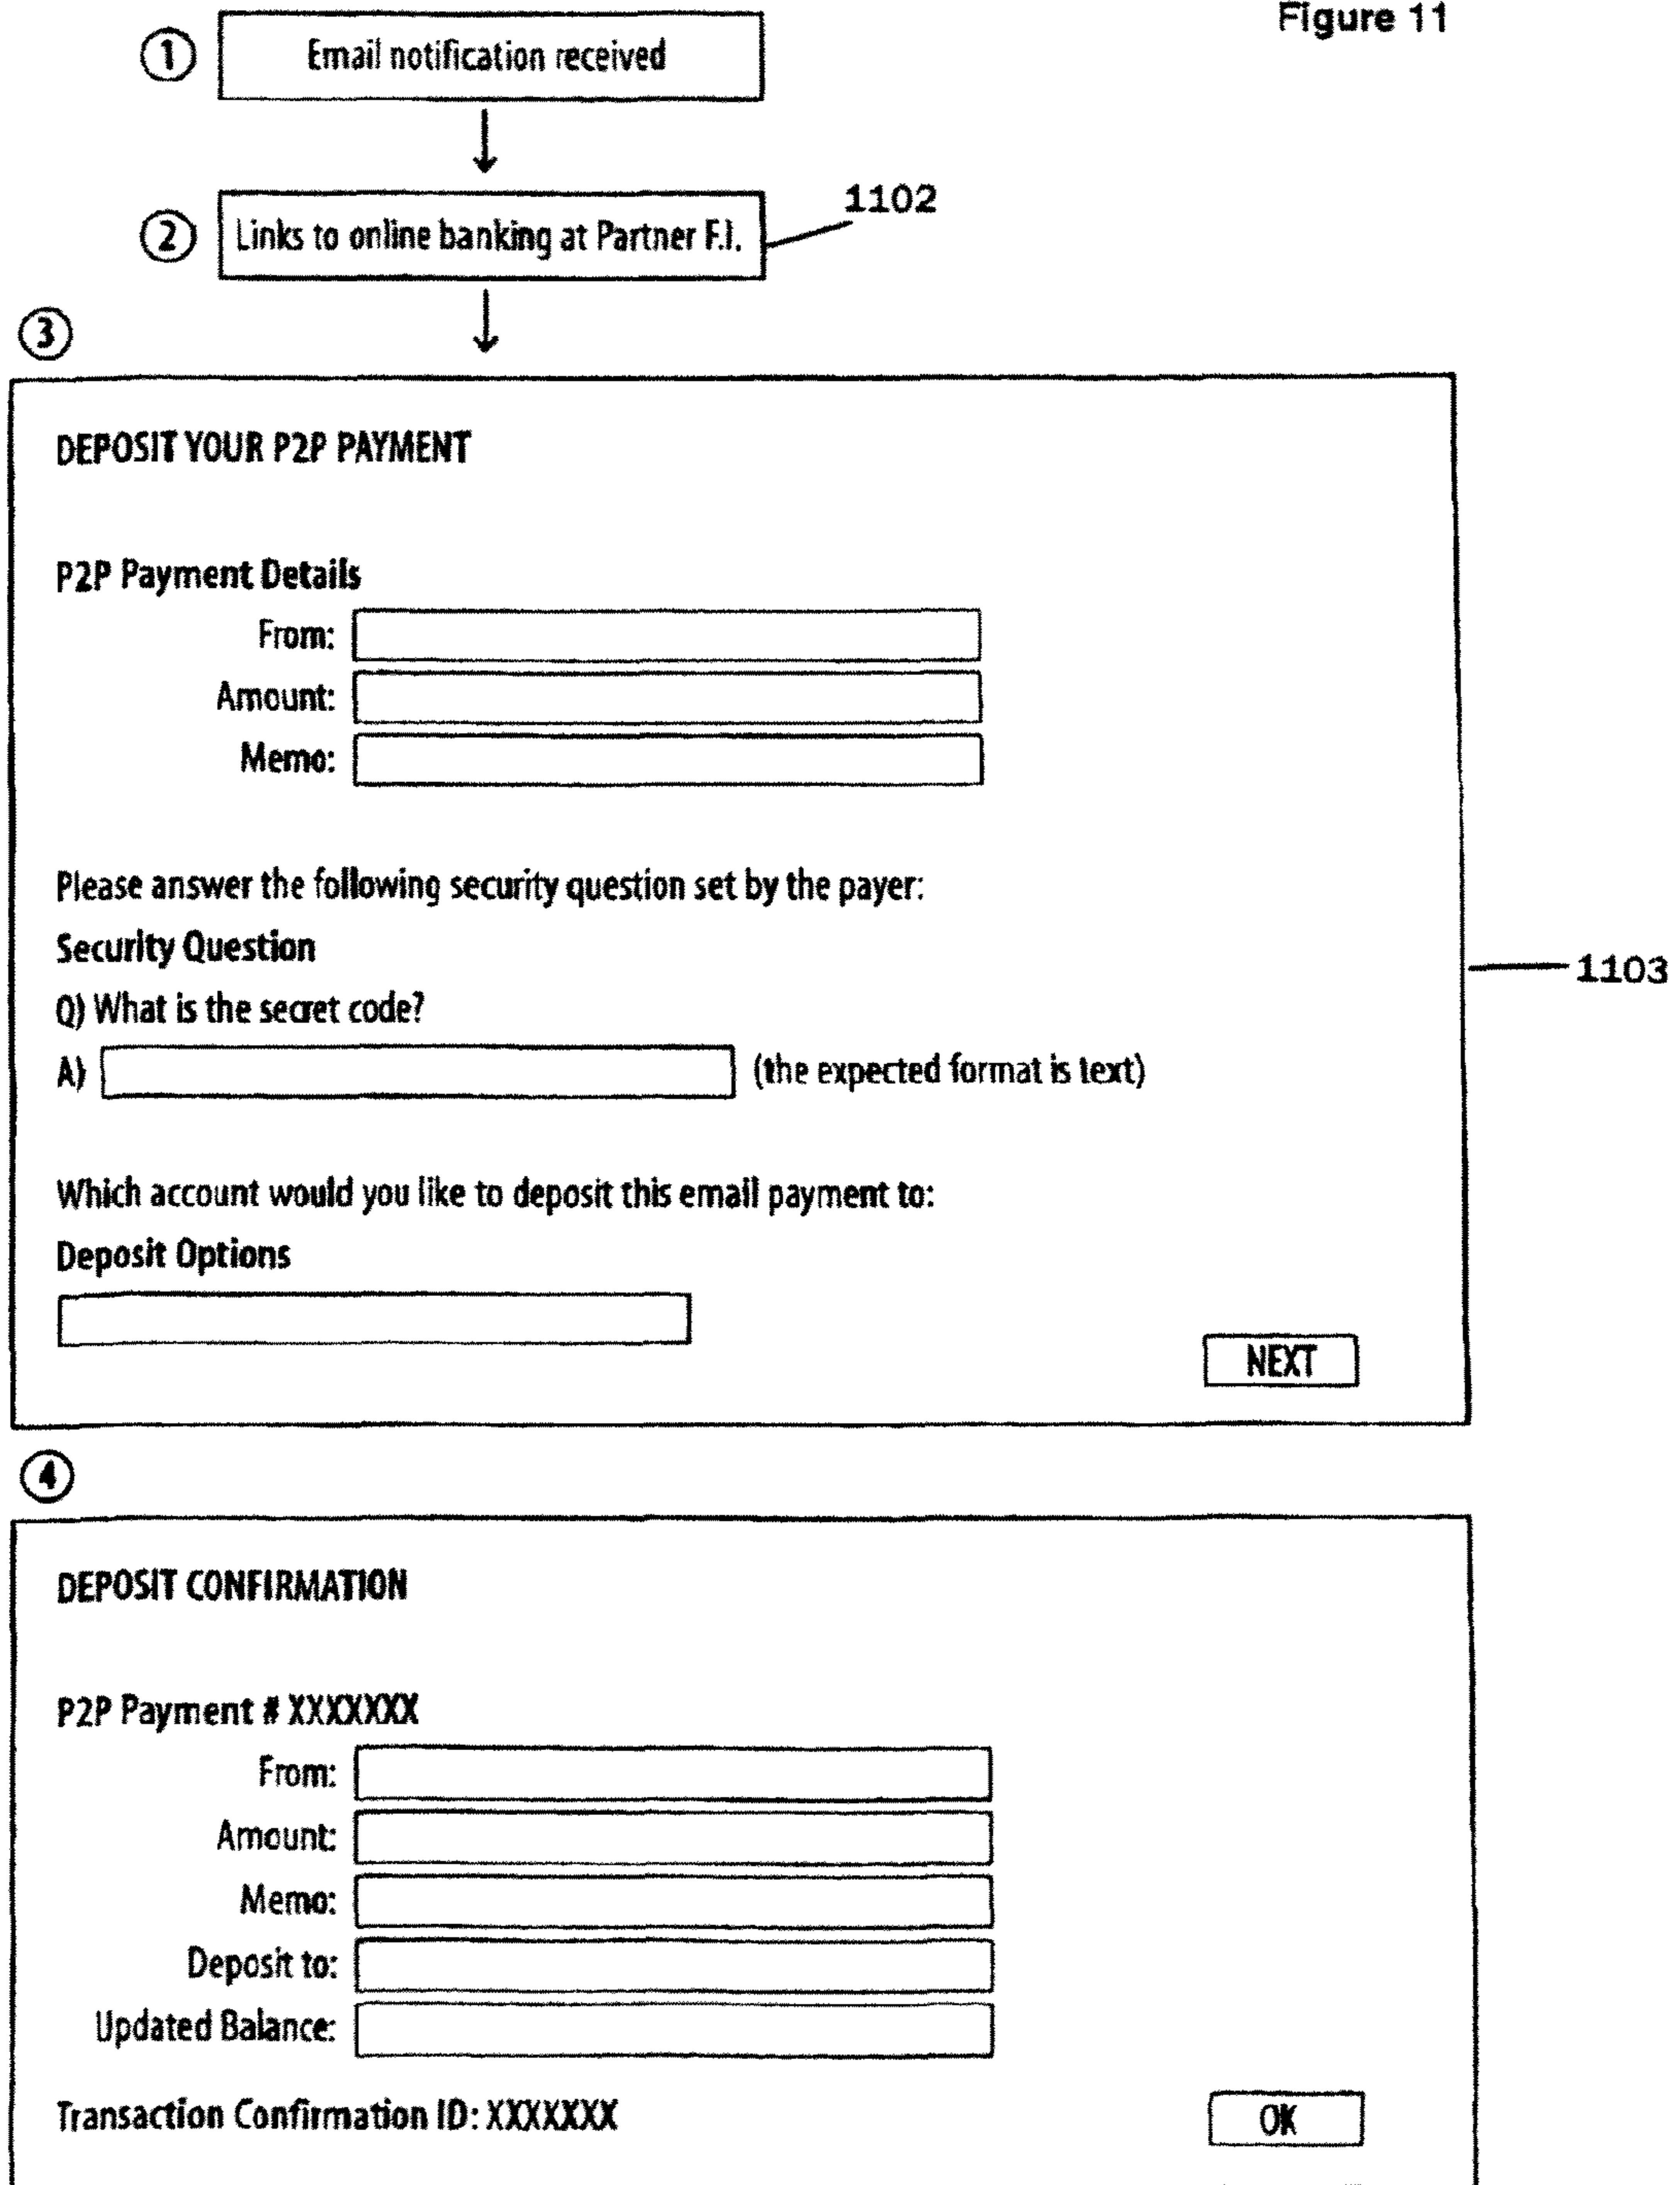 Figure 11
1 Email notification received
1102
2 Links to online banking at Partner F.I.
3
DEPOSIT YOUR P2P PAYMENT
P2P Payment Details
From:
Amount:
Memo:
Please answer the following security question set by the payer:
Security Question
1103
Q) What is the secret code?
A) (the expected format is text)
Which account would you like to deposit this email payment to:
Deposit Options
NEXT
4
DEPOSIT CONFIRMATION
P2P Payment # XXXXXXX
From:
Amount:
Memo:
Deposit to:
Updated Balance:
Transaction Confirmation ID: XXXXXXX
OK